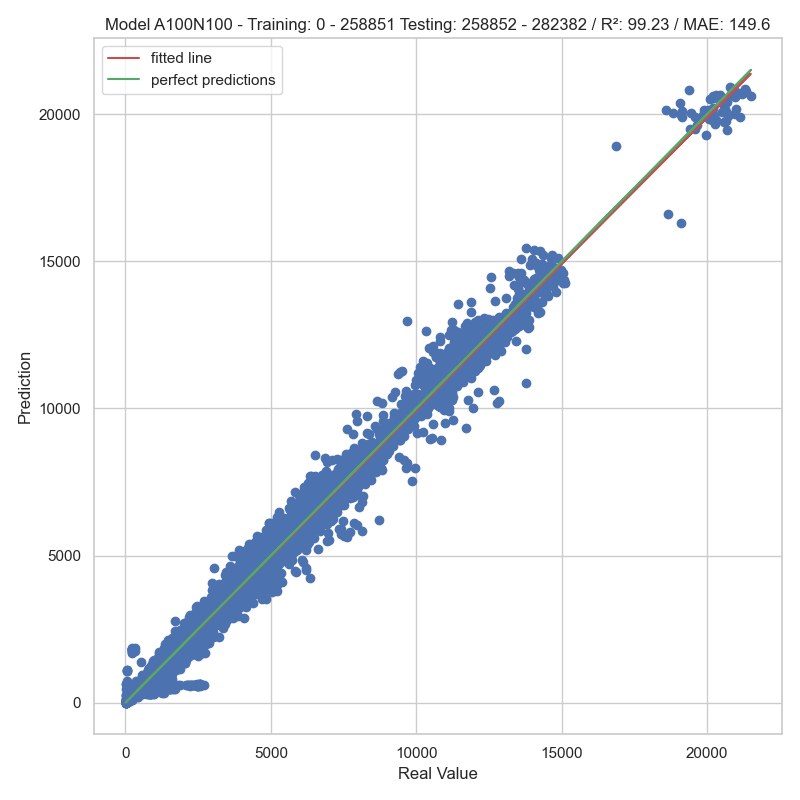 Model A100N100 - Training: 0 - 258851 Testing: 258852 - 282382 / R²: 99.23 / MAE: 149.6
fitted line
perfect predictions
20000
15000
10000
5000
0
Prediction
0 5000 10000 15000 20000
Real Value